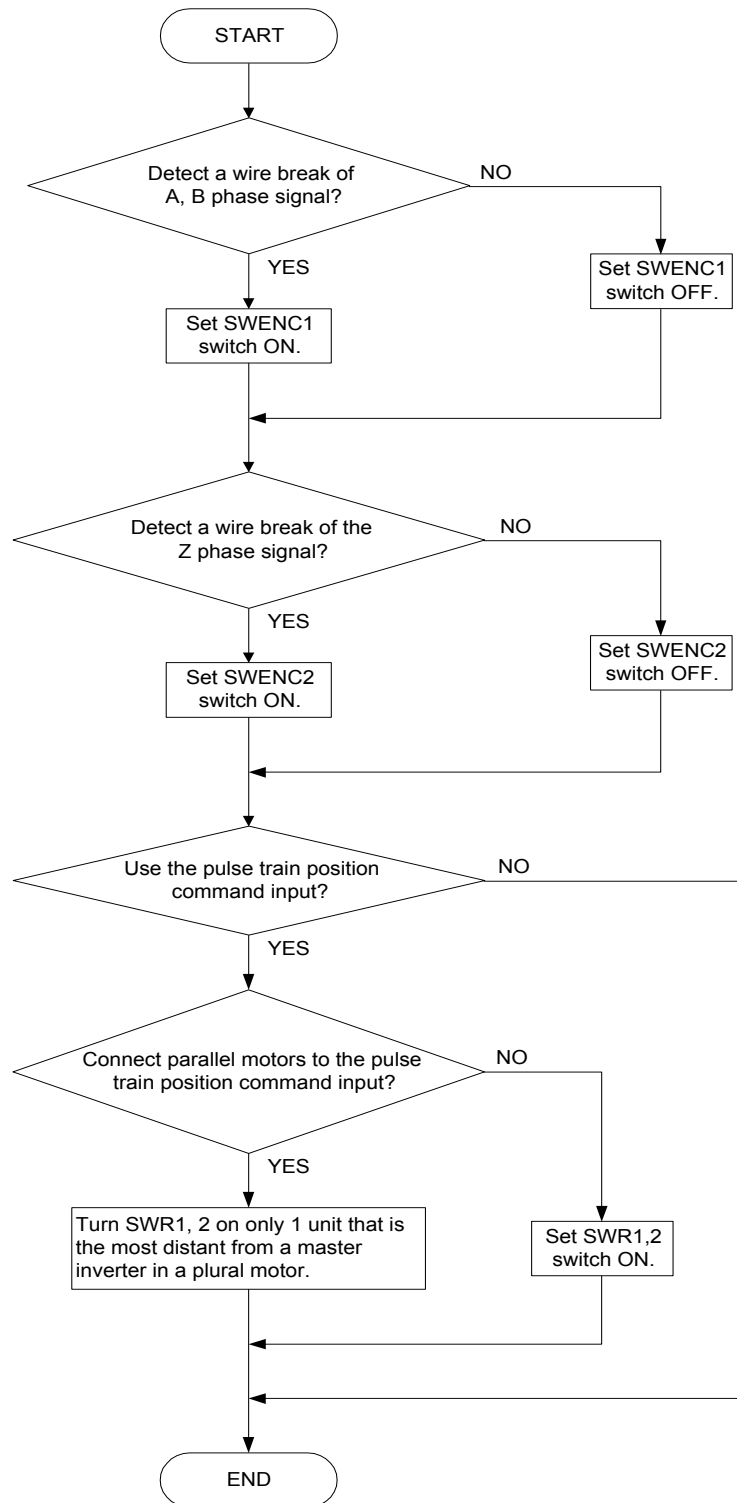 START
Detect a wire break of
A, B phase signal?
NO
YES
Set SWENC1
switch OFF.
Set SWENC1
switch ON.
Detect a wire break of the
Z phase signal?
NO
YES
Set SWENC2
switch OFF.
Set SWENC2
switch ON.
Use the pulse train position
command input?
NO
YES
Connect parallel motors to the pulse
train position command input?
NO
YES
Turn SWR1, 2 on only 1 unit that is
the most distant from a master
inverter in a plural motor.
Set SWR1,2
switch ON.
END